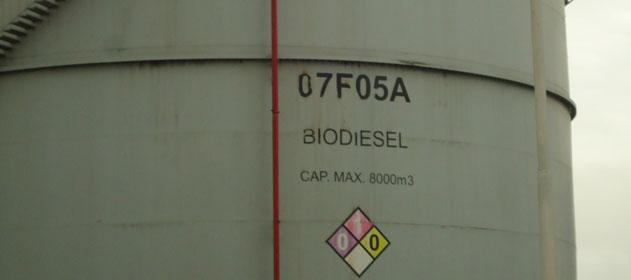 07F05A
BIODIESEL
CAP. MAX. 8000m3
1
0 0